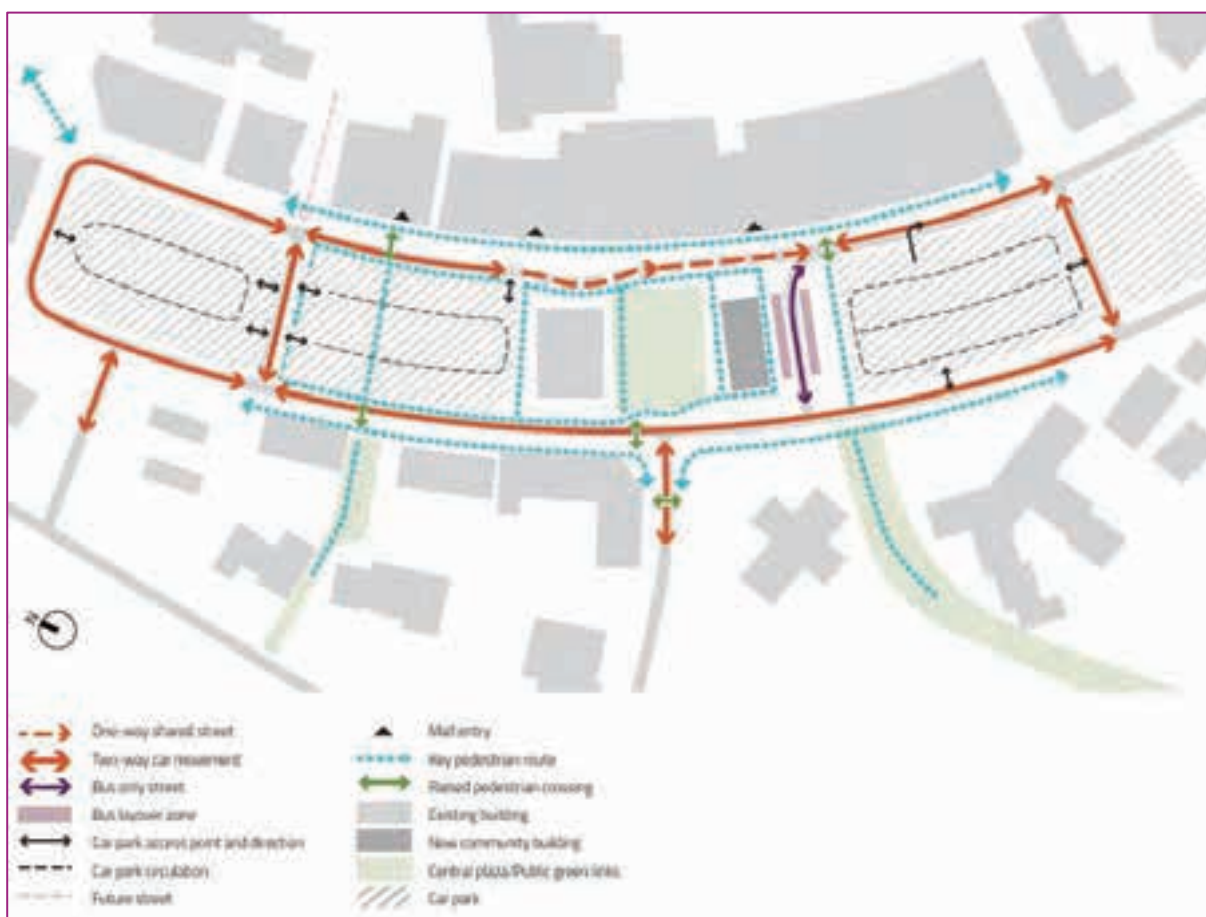 N
One-way shared street
Two-way car movement
Bus only street
Bus layover zone
Car park access point and direction
Car park circulation
Future street
Mall entry
Key pedestrian route
Raised pedestrian crossing
Existing building
New community building
Central plaza/Public green links
Car park